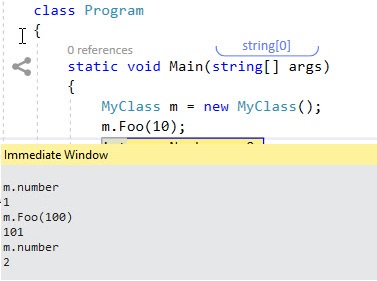 class Program
{
0 references
string[0]
static void Main(string[] args)
{
MyClass m = new MyClass();
m.Foo(10);
Immediate Window
m.number
1
m.Foo(100)
101
m.number
2